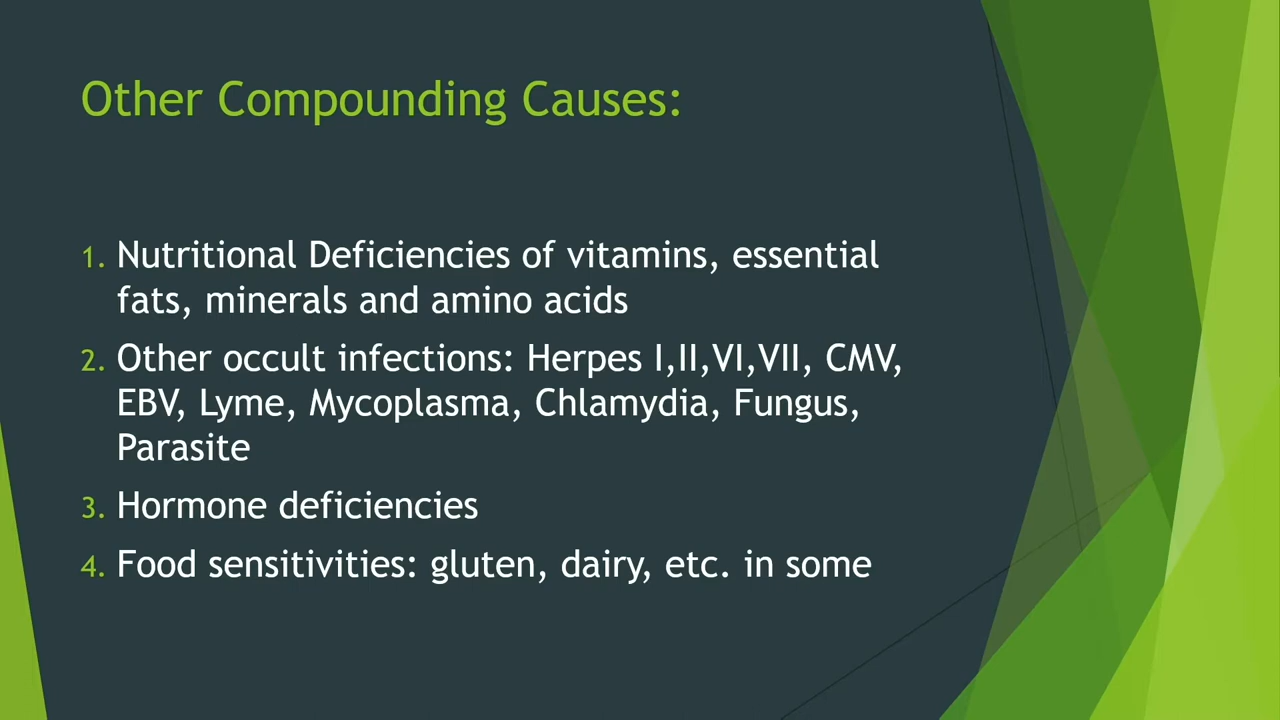 Other Compounding Causes:
1. Nutritional Deficiencies of vitamins, essential
fats, minerals and amino acids
2. Other occult infections: Herpes I,II,VI,VII, CMV,
EBV, Lyme, Mycoplasma, Chlamydia, Fungus,
Parasite
3. Hormone deficiencies
4. Food sensitivities: gluten, dairy, etc. in some